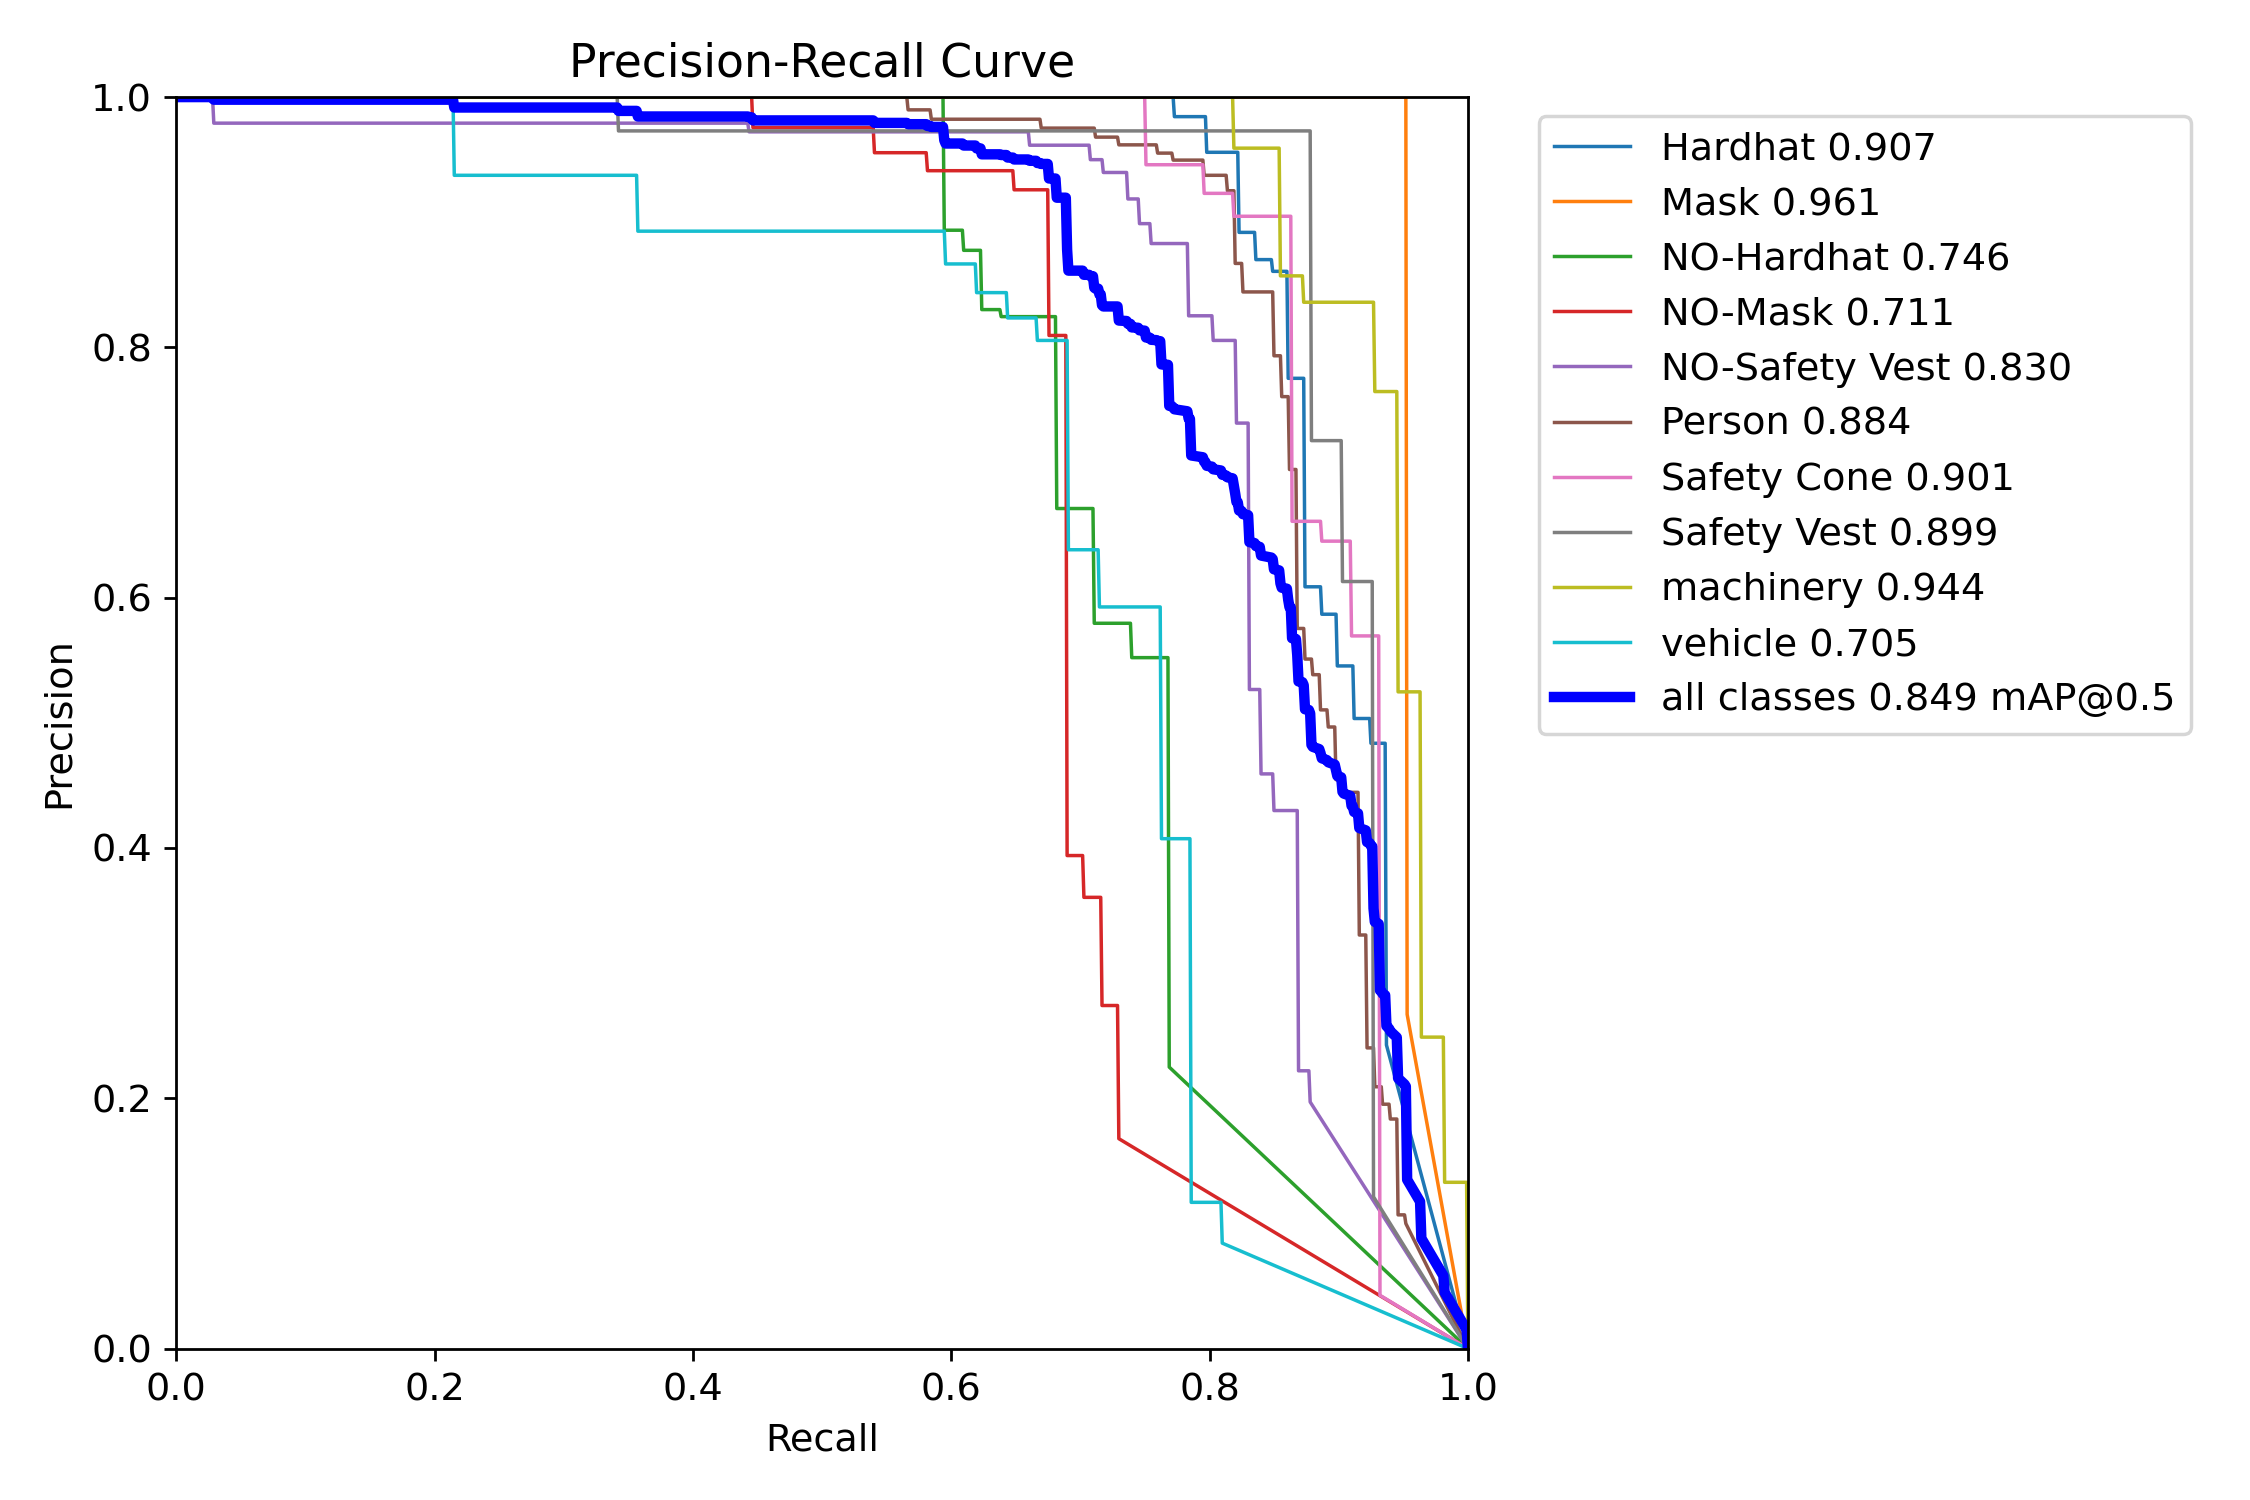 Precision-Recall Curve
1.0
0.8
0.6
0.4
0.2
0.0
Precision
0.0 0.2 0.4 0.6 0.8 1.0
Recall
Hardhat 0.907
Mask 0.961
NO-Hardhat 0.746
NO-Mask 0.711
NO-Safety Vest 0.830
Person 0.884
Safety Cone 0.901
Safety Vest 0.899
machinery 0.944
vehicle 0.705
all classes 0.849 mAP@0.5